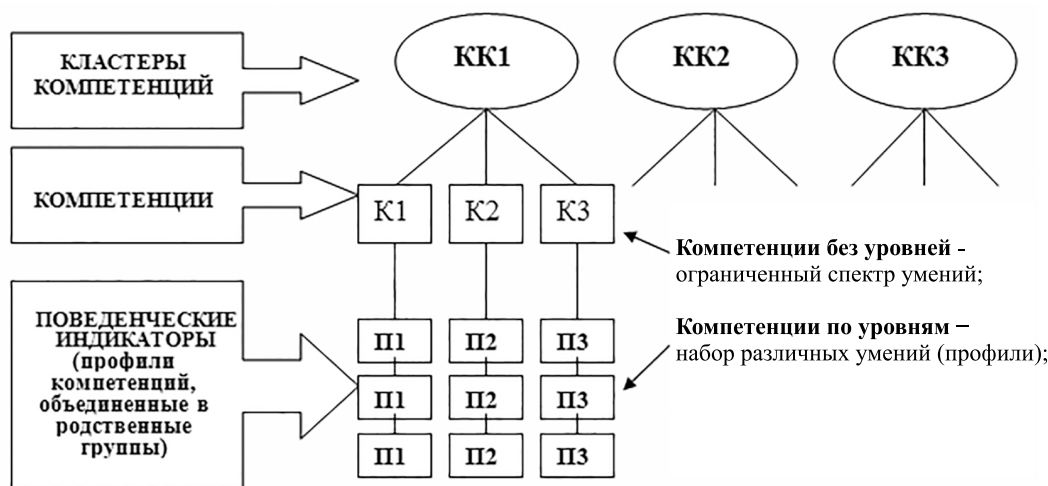 КЛАСТЕРЫ
КОМПЕТЕНЦИЙ
КК1
КК2
КК3
КОМПЕТЕНЦИИ
К1
К2
К3
Компетенции без уровней -
ограниченный спектр умений;
ПОВЕДЕНЧЕСКИЕ
ИНДИКАТОРЫ
(профили
компетенций,
объединенные в
родственные
группы)
Компетенции по уровням –
набор различных умений (профили);
П1
П2
П3
П1
П2
П3
П1
П2
П3